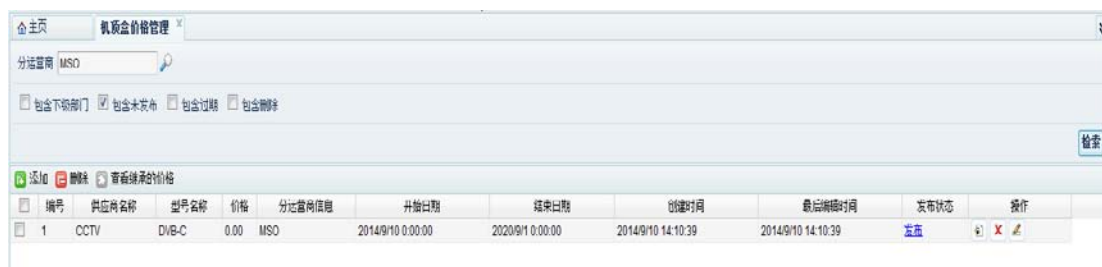 主页 机顶盒价格管理 x
分运营商 MSO
包含下级部门 包含未发布 包含过期 包含删除
检索
添加 删除 查看继承的价格
编号 供应商名称 型号名称 价格 分运营商信息 开始日期 结束日期 创建时间 最后编辑时间 发布状态 操作
1 CCTV DVB-C 0.00 MSO 2014/9/10 0:00:00 2020/9/1 0:00:00 2014/9/10 14:10:39 2014/9/10 14:10:39 发布